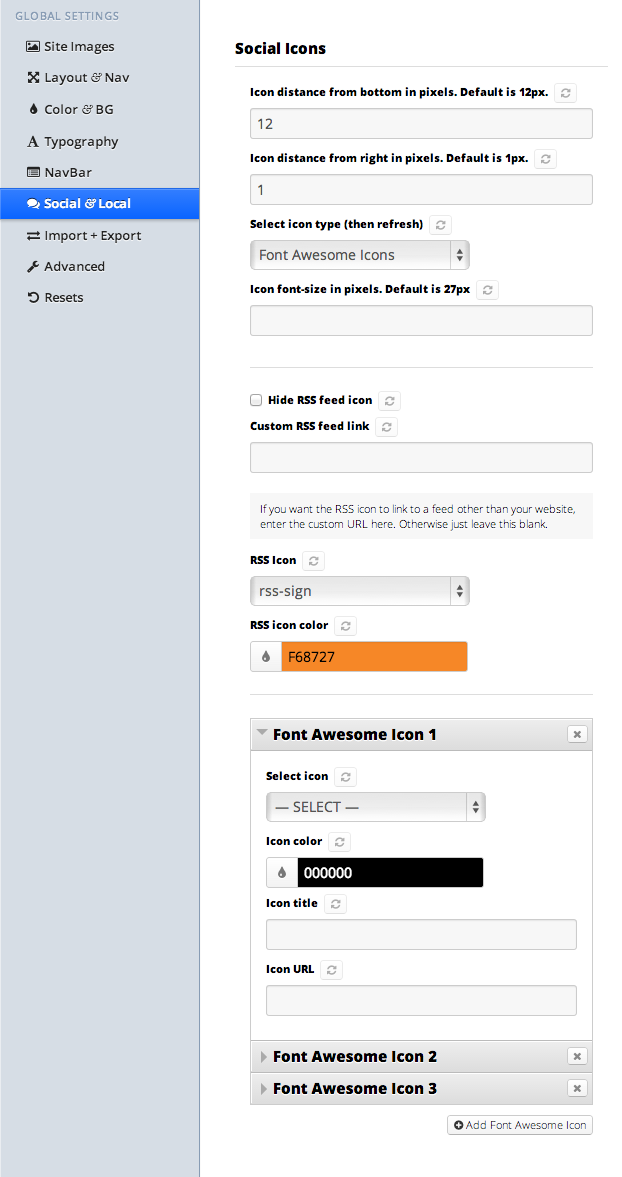 GLOBAL SETTINGS
Site Images
Layout & Nav
Color & BG
Typography
NavBar
Social & Local
Import + Export
Advanced
Resets
Social Icons
Icon distance from bottom in pixels. Default is 12px.
12
Icon distance from right in pixels. Default is 1px.
1
Select icon type (then refresh)
Font Awesome Icons
Icon font-size in pixels. Default is 27px
Hide RSS feed icon
Custom RSS feed link
If you want the RSS icon to link to a feed other than your website,
enter the custom URL here. Otherwise just leave this blank.
RSS Icon
rss-sign
RSS icon color
F68727
Font Awesome Icon 1
Select icon
— SELECT —
Icon color
000000
Icon title
Icon URL
Font Awesome Icon 2
Font Awesome Icon 3
Add Font Awesome Icon